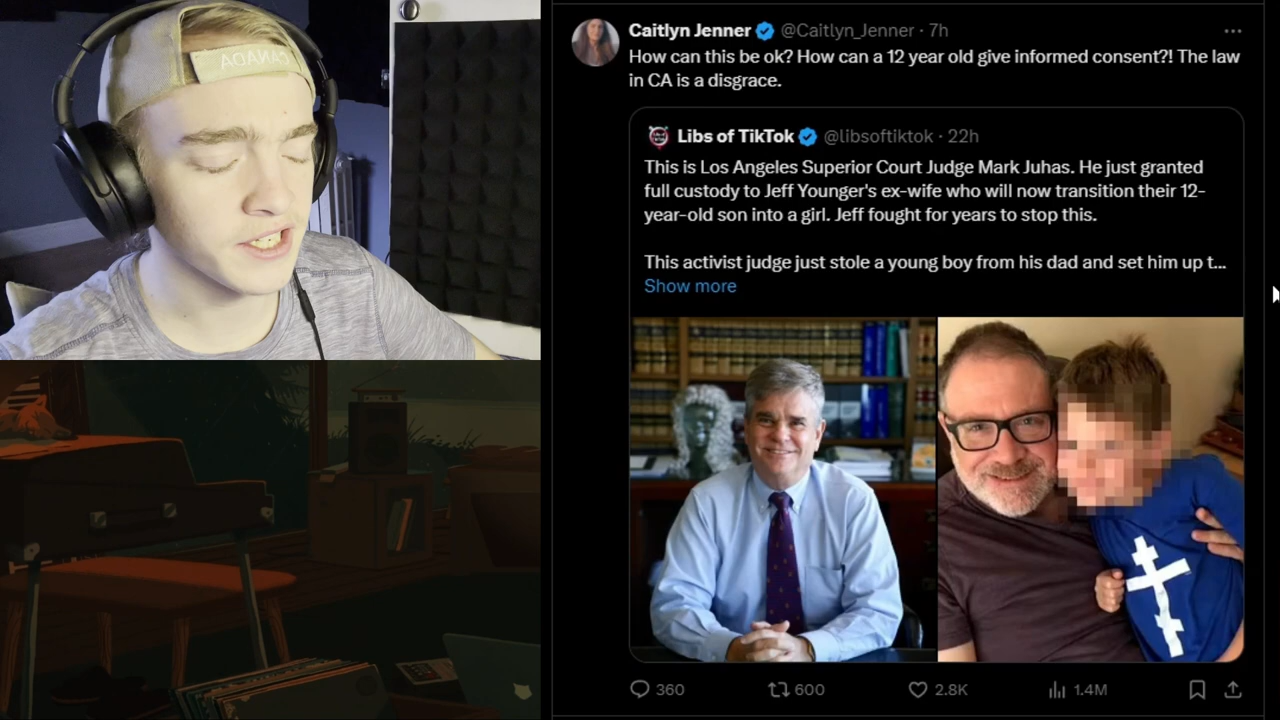 CANADA
Caitlyn Jenner @Caitlyn_Jenner · 7h
How can this be ok? How can a 12 year old give informed consent?! The law
in CA is a disgrace.
Libs of TikTok @libsoftiktok · 22h
This is Los Angeles Superior Court Judge Mark Juhas. He just granted
full custody to Jeff Younger's ex-wife who will now transition their 12-
year-old son into a girl. Jeff fought for years to stop this.
This activist judge just stole a young boy from his dad and set him up t...
Show more
360 600 2.8K 1.4M